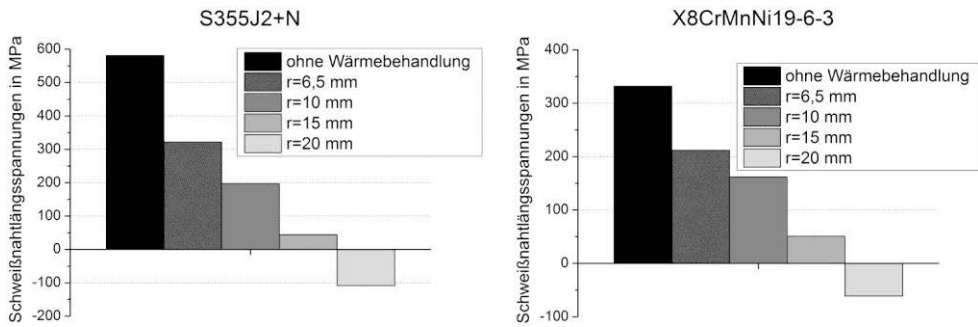 S355J2+N
Schweißnahtlängsspannungen in MPa
600
500
400
300
200
100
0
-100
-200
ohne Wärmebehandlung
r=6,5 mm
r=10 mm
r=15 mm
r=20 mm
X8CrMnNi19-6-3
Schweißnahtlängsspannungen in MPa
400
300
200
100
0
-100
ohne Wärmebehandlung
r=6,5 mm
r=10 mm
r=15 mm
r=20 mm